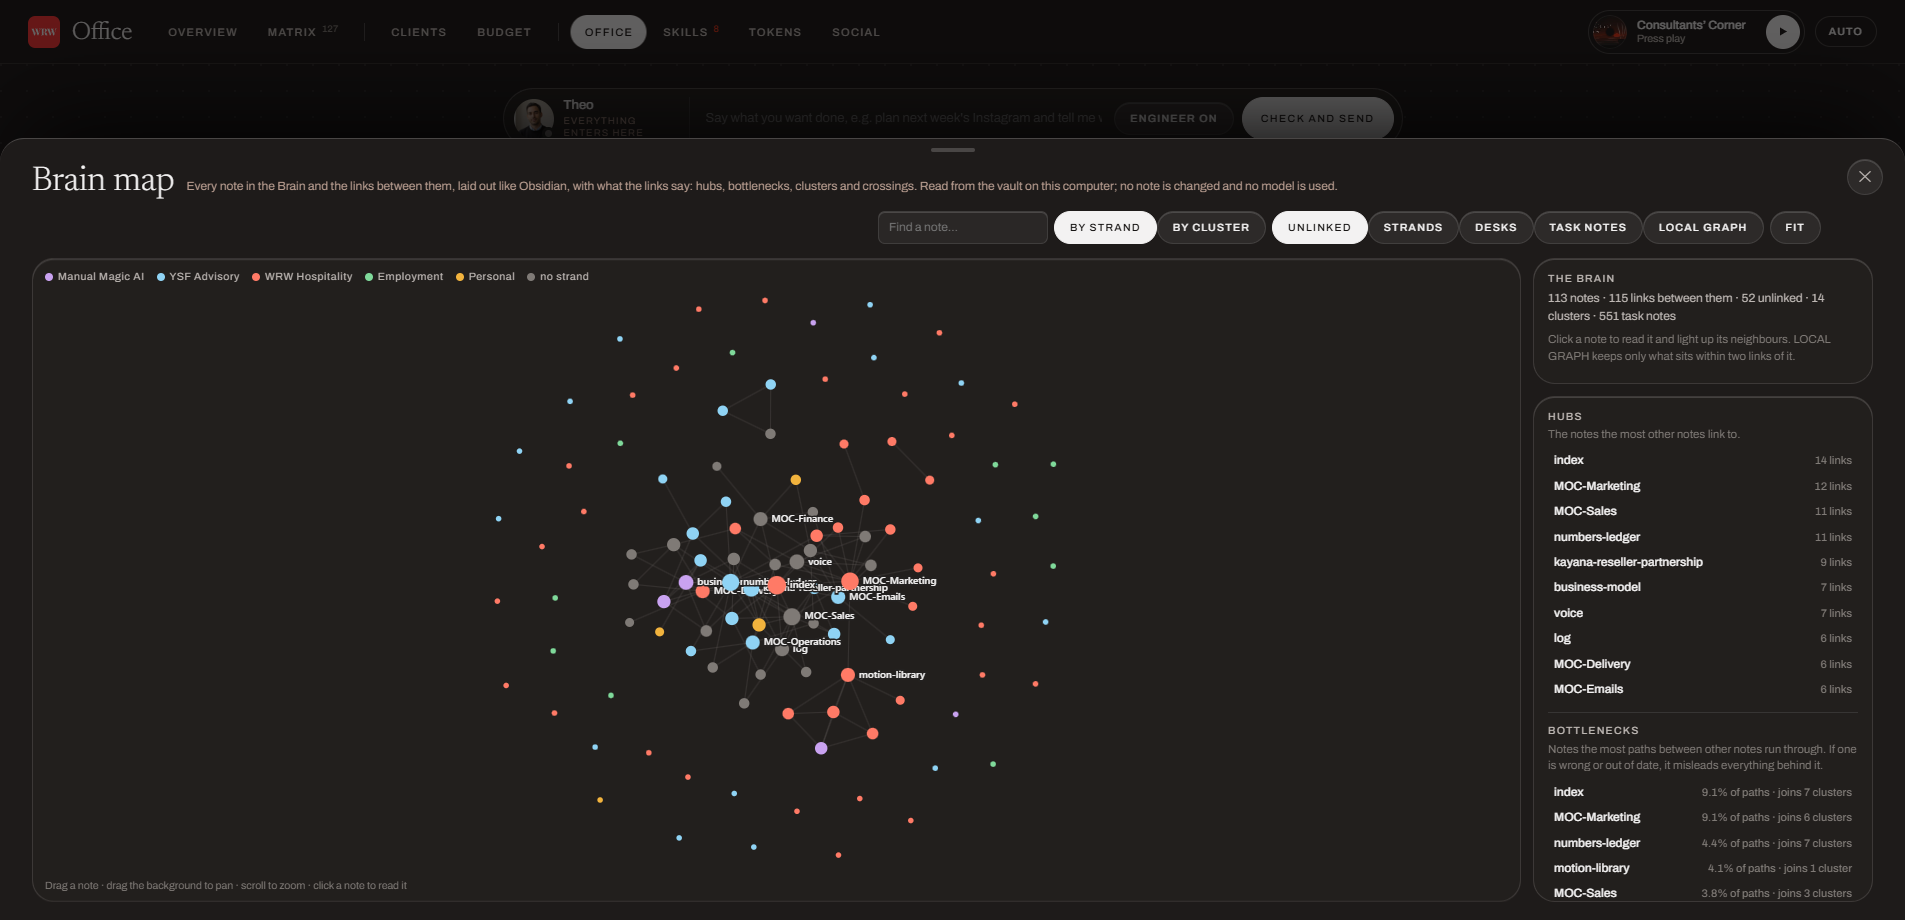 WRW Office OVERVIEW MATRIX 127 CLIENTS BUDGET OFFICE SKILLS 8 TOKENS SOCIAL
Consultants' Corner
Press play
AUTO
Theo
EVERYTHING
ENTERS HERE
Say what you want done, e.g. plan next week's Instagram and tell me
ENGINEER ON
CHECK AND SEND
Brain map
Every note in the Brain and the links between them, laid out like Obsidian, with what the links say: hubs, bottlenecks, clusters and crossings. Read from the vault on this computer; no note is changed and no model is used.
Find a note... BY STRAND BY CLUSTER UNLINKED STRANDS DESKS TASK NOTES LOCAL GRAPH FIT
Manual Magic AI YSF Advisory WRW Hospitality Employment Personal no strand
MOC-Finance
voice
MOC-Marketing
index
MOC-Emails
MOC-Sales
MOC-Operations
log
motion-library
Drag a note · drag the background to pan · scroll to zoom · click a note to read it
THE BRAIN
113 notes · 115 links between them · 52 unlinked · 14
clusters · 551 task notes
Click a note to read it and light up its neighbours. LOCAL
GRAPH keeps only what sits within two links of it.
HUBS
The notes the most other notes link to.
index 14 links
MOC-Marketing 12 links
MOC-Sales 11 links
numbers-ledger 11 links
kayana-reseller-partnership 9 links
business-model 7 links
voice 7 links
log 6 links
MOC-Delivery 6 links
MOC-Emails 6 links
BOTTLENECKS
Notes the most paths between other notes run through. If one
is wrong or out of date, it misleads everything behind it.
index 9.1% of paths · joins 7 clusters
MOC-Marketing 9.1% of paths · joins 6 clusters
numbers-ledger 4.4% of paths · joins 7 clusters
motion-library 4.1% of paths · joins 1 cluster
MOC-Sales 3.8% of paths · joins 3 clusters